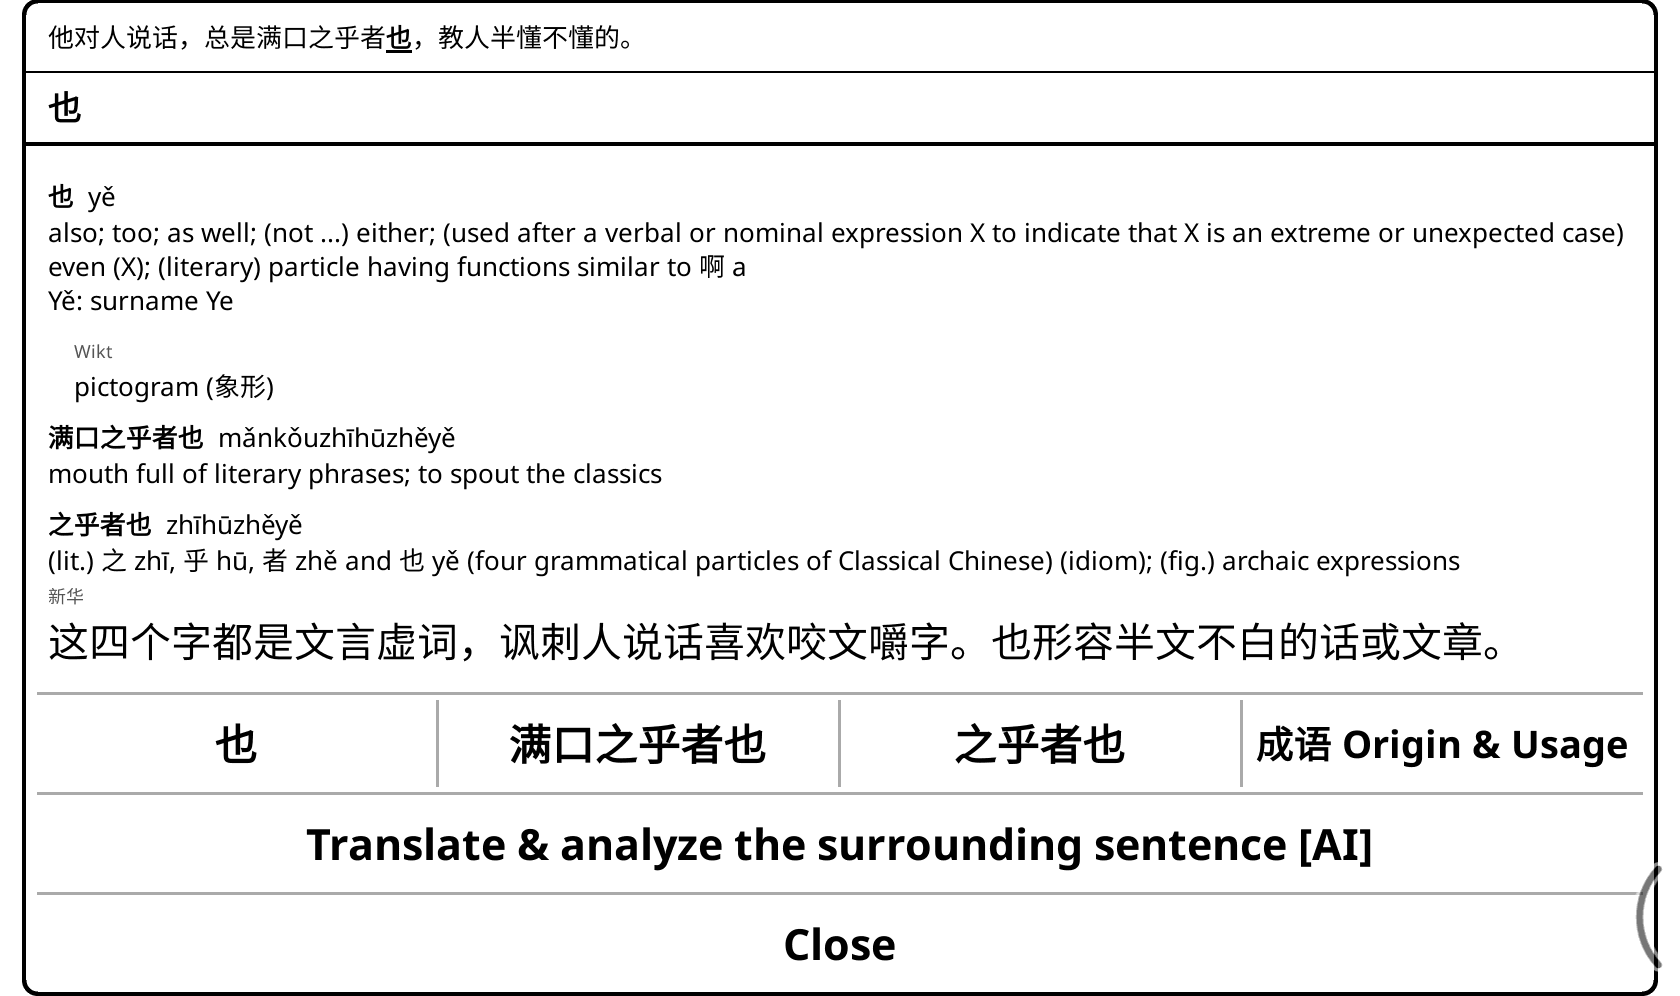 他对人说话，总是满口之乎者也，教人半懂不懂的。
也
也 yě
also; too; as well; (not ...) either; (used after a verbal or nominal expression X to indicate that X is an extreme or unexpected case)
even (X); (literary) particle having functions similar to 啊 a
Yě: surname Ye
Wikt
pictogram (象形)
满口之乎者也 mǎnkǒuzhīhūzhěyě
mouth full of literary phrases; to spout the classics
之乎者也 zhīhūzhěyě
(lit.) 之 zhī, 乎 hū, 者 zhě and 也 yě (four grammatical particles of Classical Chinese) (idiom); (fig.) archaic expressions
新华
这四个字都是文言虚词，讽刺人说话喜欢咬文嚼字。也形容半文不白的话或文章。
也 满口之乎者也 之乎者也 成语 Origin & Usage
Translate & analyze the surrounding sentence [AI]
Close